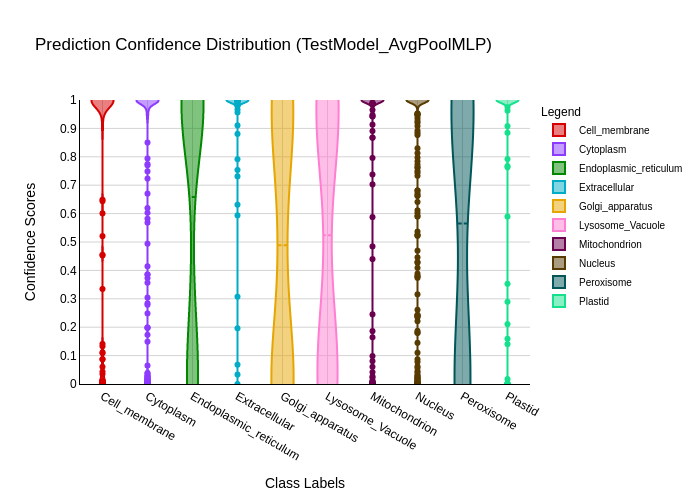 Prediction Confidence Distribution (TestModel_AvgPoolMLP)
Confidence Scores
1
0.9
0.8
0.7
0.6
0.5
0.4
0.3
0.2
0.1
0
Cell_membrane
Cytoplasm
Endoplasmic_reticulum
Extracellular
Golgi_apparatus
Lysosome_Vacuole
Mitochondrion
Nucleus
Peroxisome
Plastid
Class Labels
Legend
Cell_membrane
Cytoplasm
Endoplasmic_reticulum
Extracellular
Golgi_apparatus
Lysosome_Vacuole
Mitochondrion
Nucleus
Peroxisome
Plastid